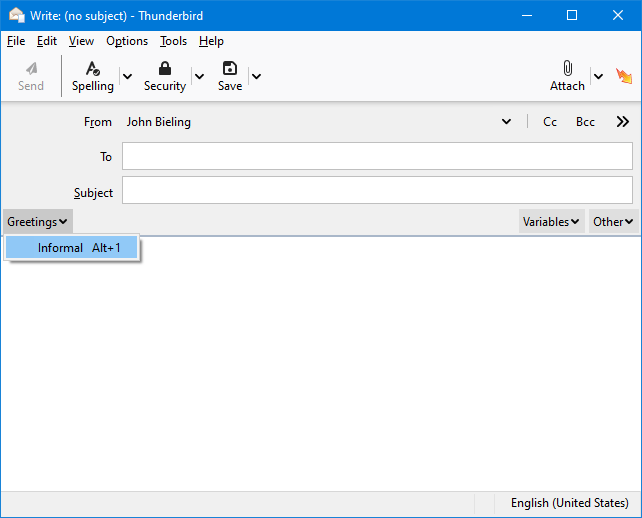 Write: (no subject) - Thunderbird
File Edit View Options Tools Help
Send Spelling Security Save Attach
From John Bieling Cc Bcc
To
Subject
Greetings Variables Other
Informal Alt+1
English (United States)